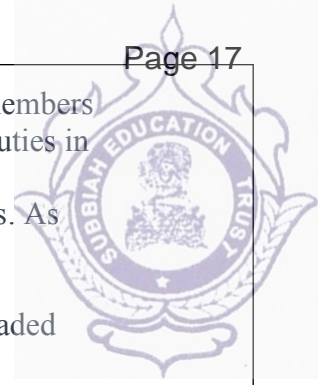 Page 17
embers
uties in
s. As
aded
SUBBIAH EDUCATION TRUST